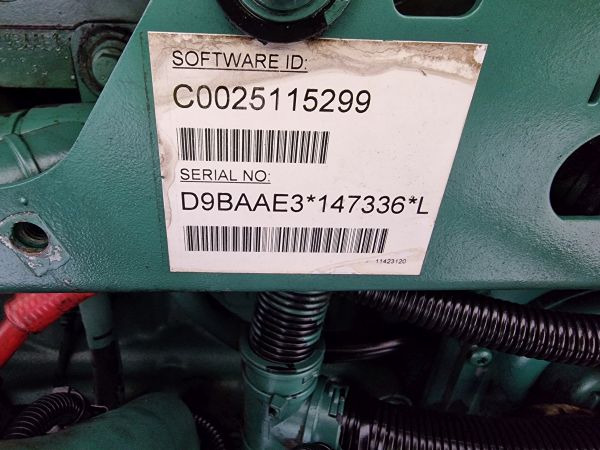 SOFTWARE ID:
C0025115299
SERIAL NO:
D9BAAE3*147336*L
11423120